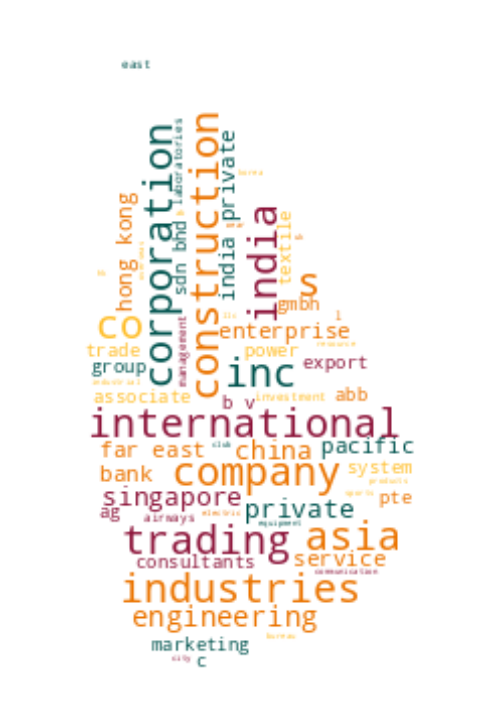 east
corporation
laboratories
construction
india private
hong kong
sdn bhd
india
textile
s
gmbh
co
enterprise
management
trade
power
resource
group
inc
export
industrial
associate
b v
investment
abb
international
club
far east
china
pacific
bank
company
system
products
singapore
sports
pte
ag
airways
electric
private
equipment
trading
asia
consultants
service
communication
industries
engineering
bureau
marketing
city
c